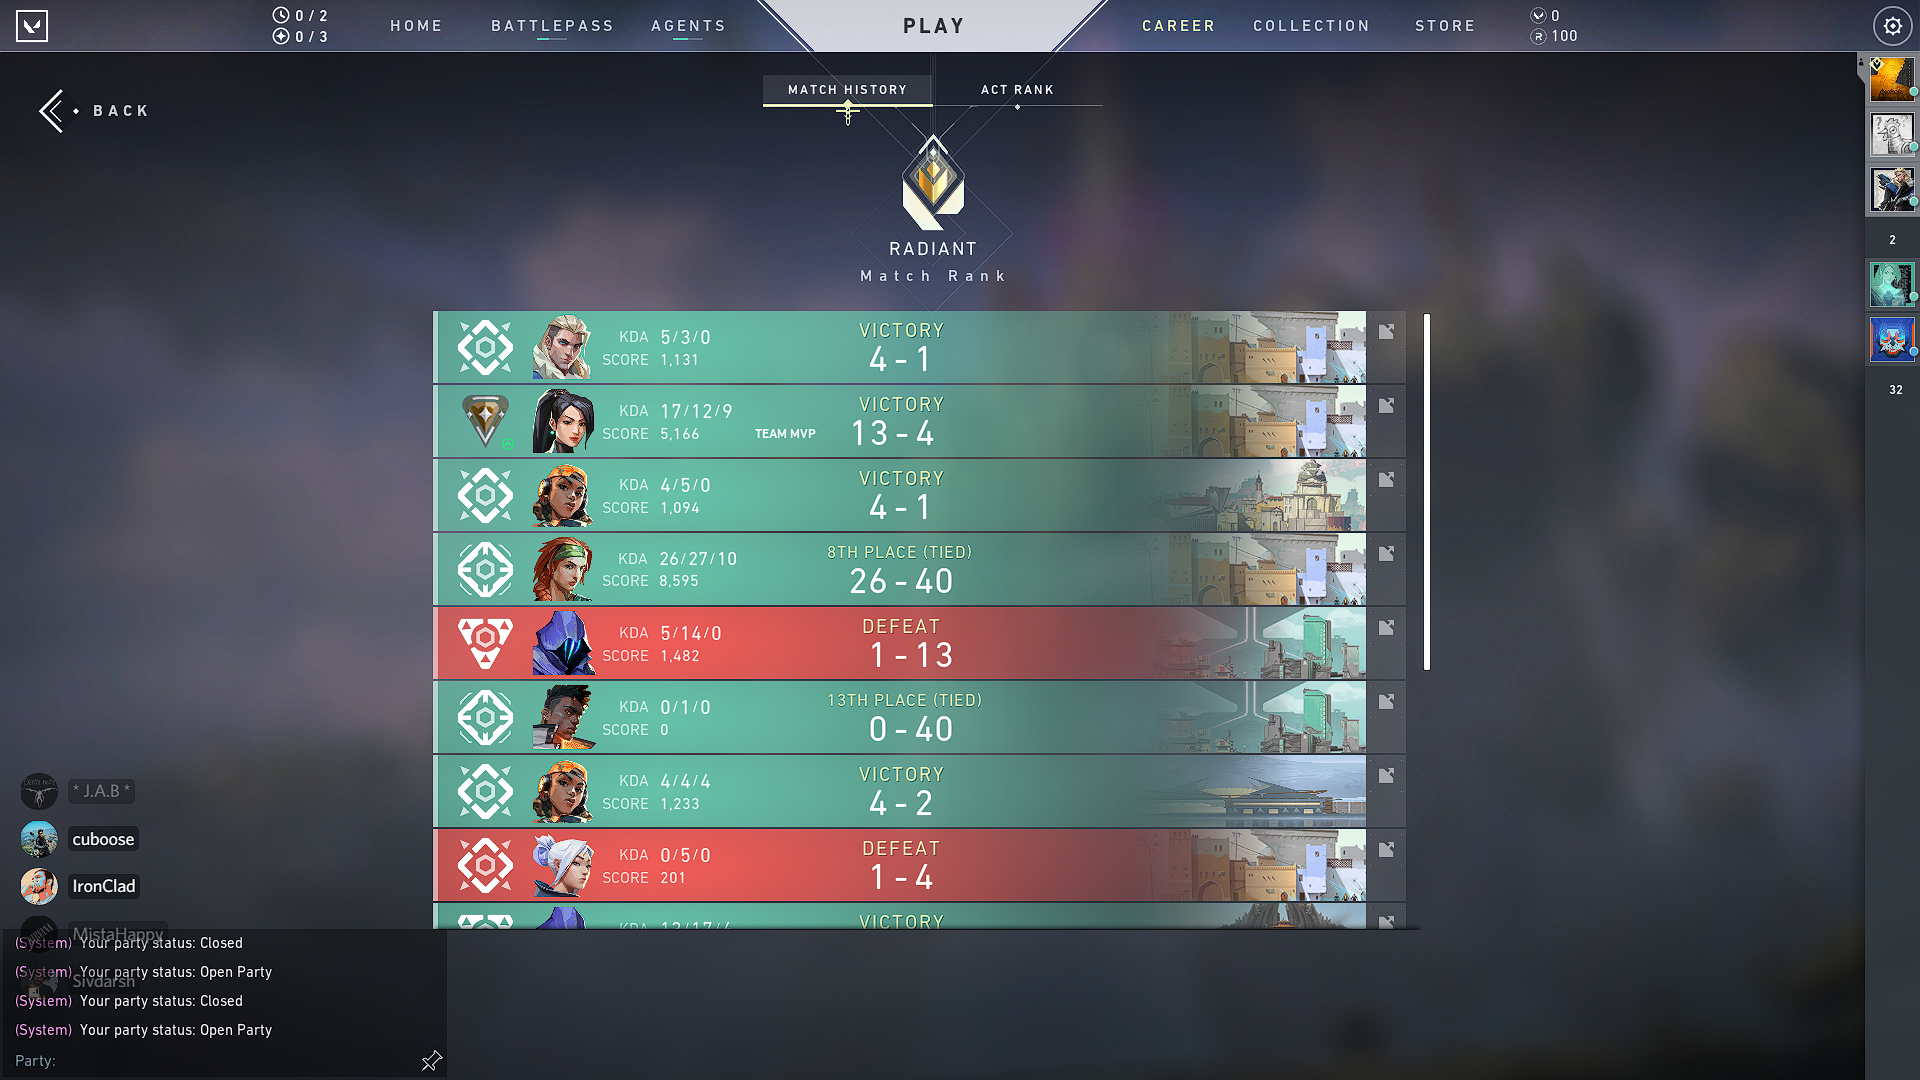 0 / 2
0 / 3
HOME
BATTLEPASS
AGENTS
PLAY
CAREER
COLLECTION
STORE
0
100
BACK
MATCH HISTORY
ACT RANK
RADIANT
Match Rank
KDA 5/3/0
SCORE 1,131
VICTORY
4 - 1
KDA 17/12/9
SCORE 5,166
TEAM MVP
VICTORY
13 - 4
KDA 4/5/0
SCORE 1,094
VICTORY
4 - 1
KDA 26/27/10
SCORE 8,595
8TH PLACE (TIED)
26 - 40
KDA 5/14/0
SCORE 1,482
DEFEAT
1 - 13
KDA 0/1/0
SCORE 0
13TH PLACE (TIED)
0 - 40
KDA 4/4/4
SCORE 1,233
VICTORY
4 - 2
KDA 0/5/0
SCORE 201
DEFEAT
1 - 4
KDA
VICTORY
2
32
* J.A.B *
cuboose
IronClad
MistaHappy
(System) Your party status: Closed
(System) Your party status: Open Party
Sivdarsh
(System) Your party status: Closed
(System) Your party status: Open Party
Party: